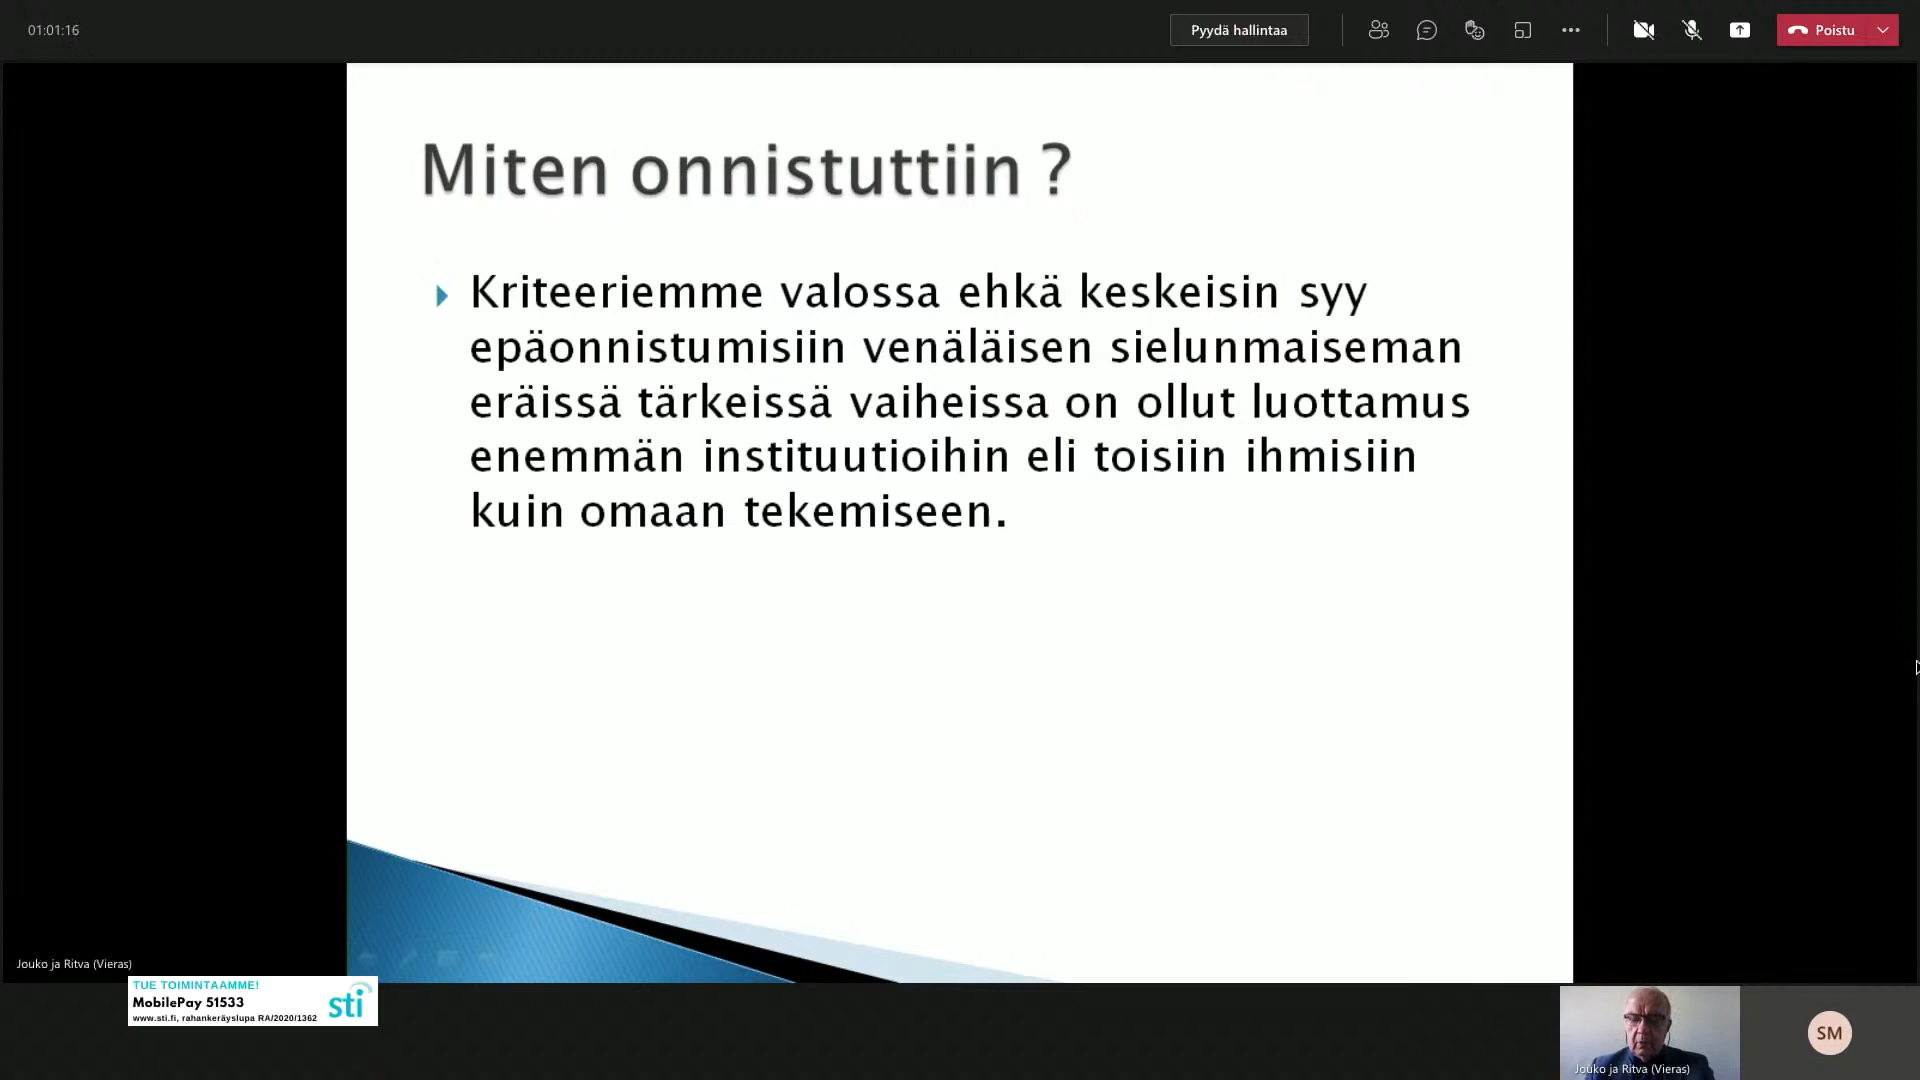 01:01:16
Pyydä hallintaa
Poistu
Miten onnistuttiin ?
Kriteeriemme valossa ehkä keskeisin syy
epäonnistumisiin venäläisen sielunmaiseman
eräissä tärkeissä vaiheissa on ollut luottamus
enemmän instituutioihin eli toisiin ihmisiin
kuin omaan tekemiseen.
Jouko ja Ritva (Vieras)
TUE TOIMINTAAMME!
MobilePay 51533
www.sti.fi, rahankeräyslupa RA/2020/1362
sti
SM
Jouko ja Ritva (Vieras)